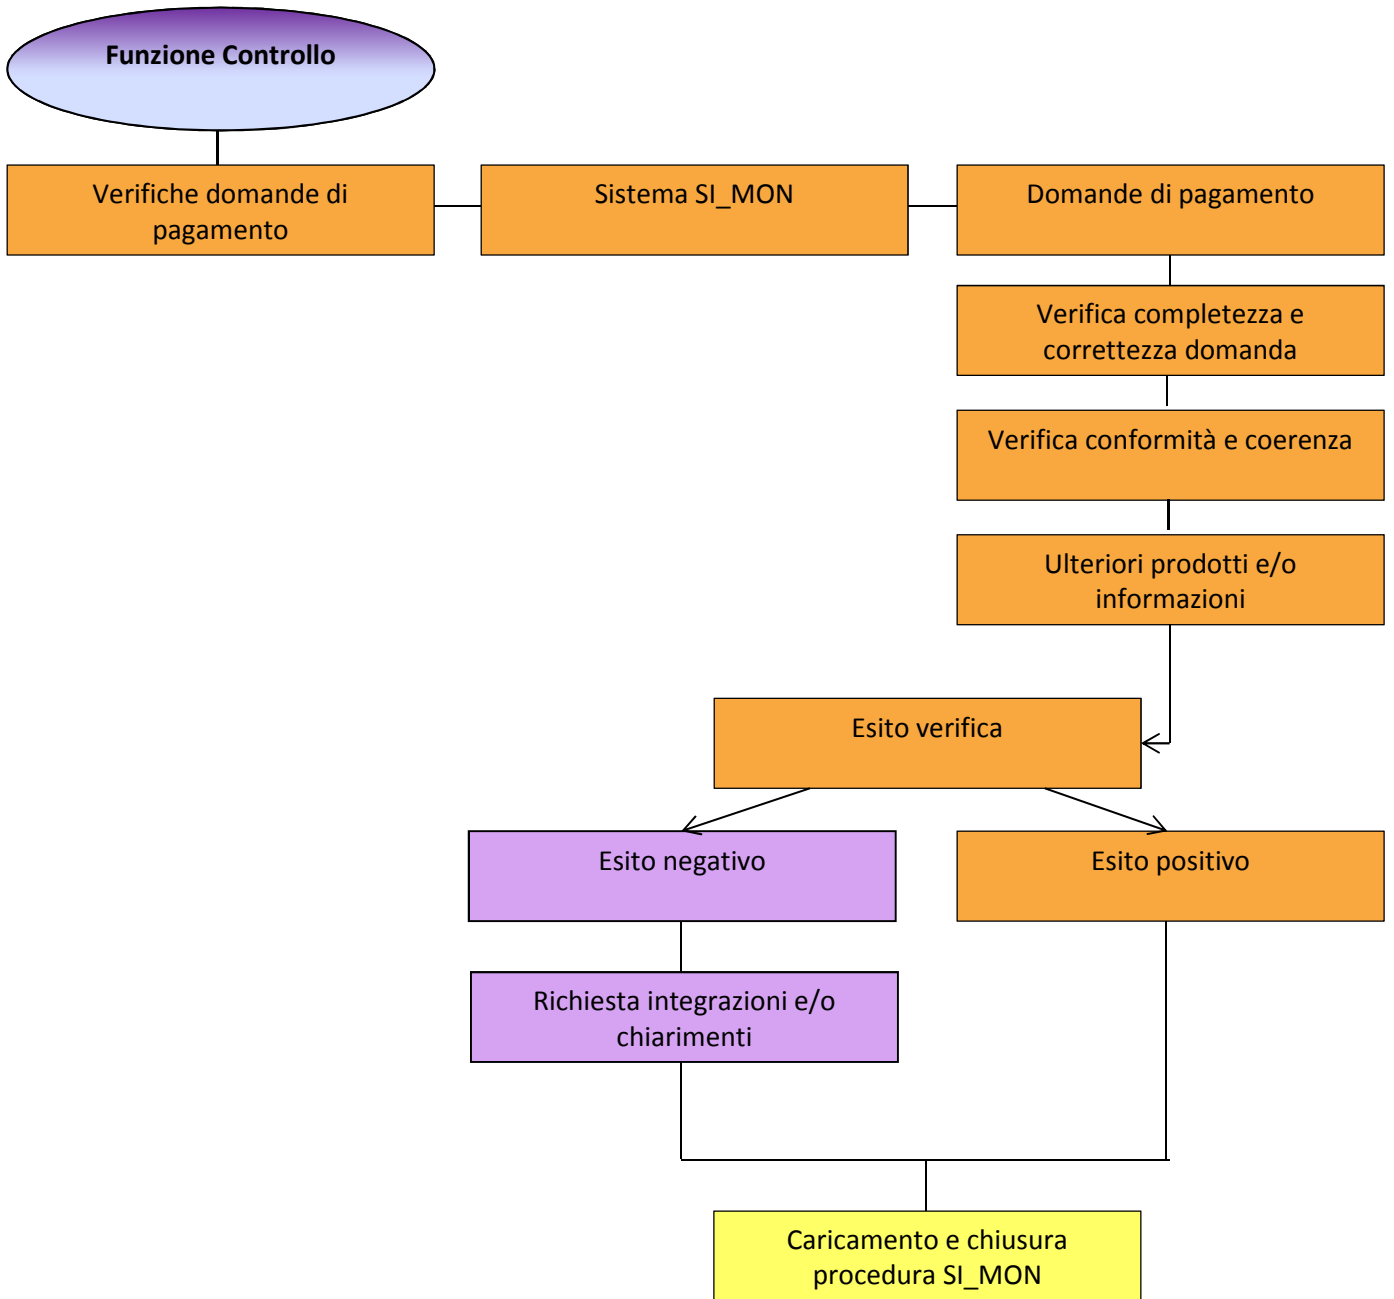 Funzione Controllo
Verifiche domande di
pagamento
Sistema SI_MON
Domande di pagamento
Verifica completezza e
correttezza domanda
Verifica conformità e coerenza
Ulteriori prodotti e/o
informazioni
Esito verifica
Esito negativo
Esito positivo
Richiesta integrazioni e/o
chiarimenti
Caricamento e chiusura
procedura SI_MON